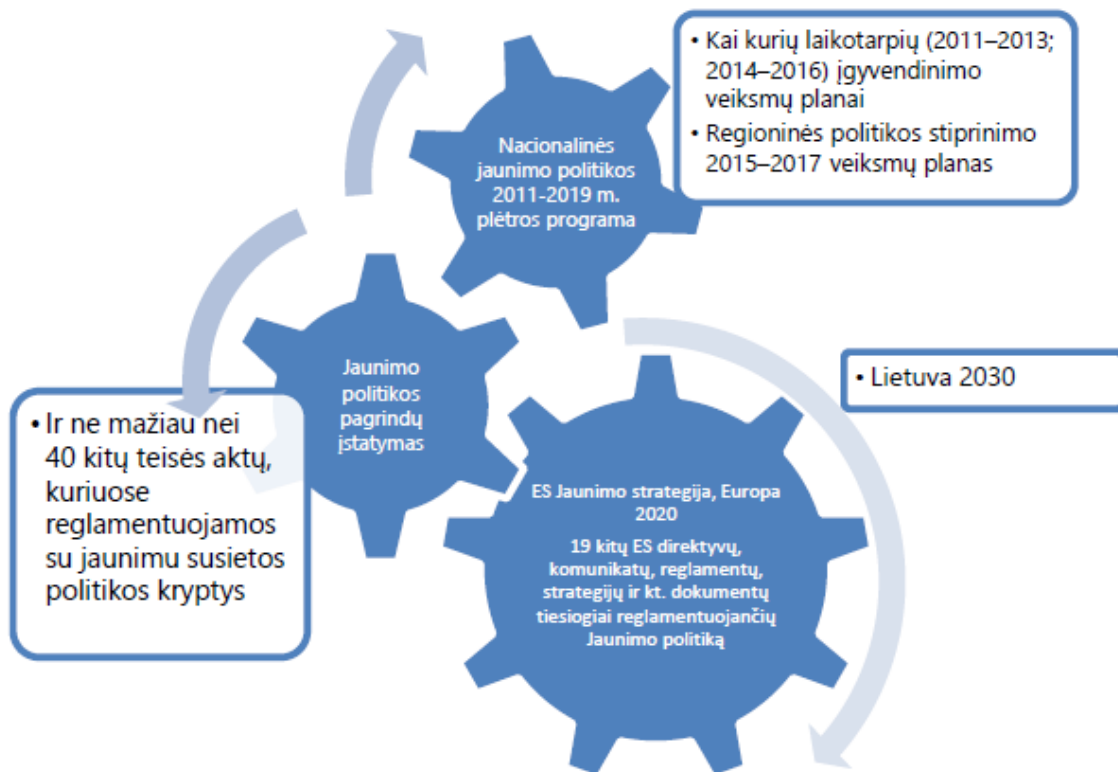 • Kai kurių laikotarpių (2011–2013;
2014–2016) įgyvendinimo
veiksmų planai
• Regioninės politikos stiprinimo
2015–2017 veiksmų planas
Nacionalinės
jaunimo politikos
2011-2019 m.
plėtros programa
Jaunimo
politikos
pagrindų
įstatymas
• Lietuva 2030
• Ir ne mažiau nei
40 kitų teisės aktų,
kuriuose
reglamentuojamos
su jaunimu susietos
politikos kryptys
ES Jaunimo strategija, Europa
2020
19 kitų ES direktyvų,
komunikatų, reglamentų,
strategijų ir kt. dokumentų
tiesiogiai reglamentuojančių
Jaunimo politiką